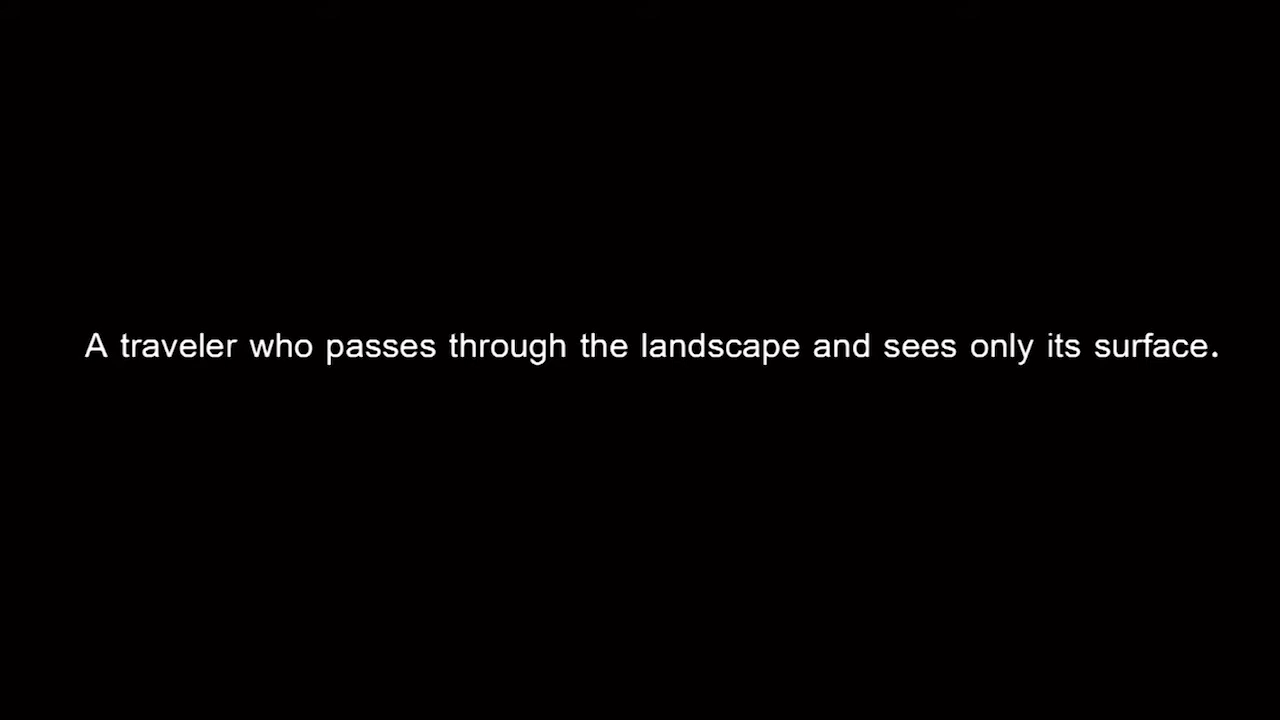 A traveler who passes through the landscape and sees only its surface.